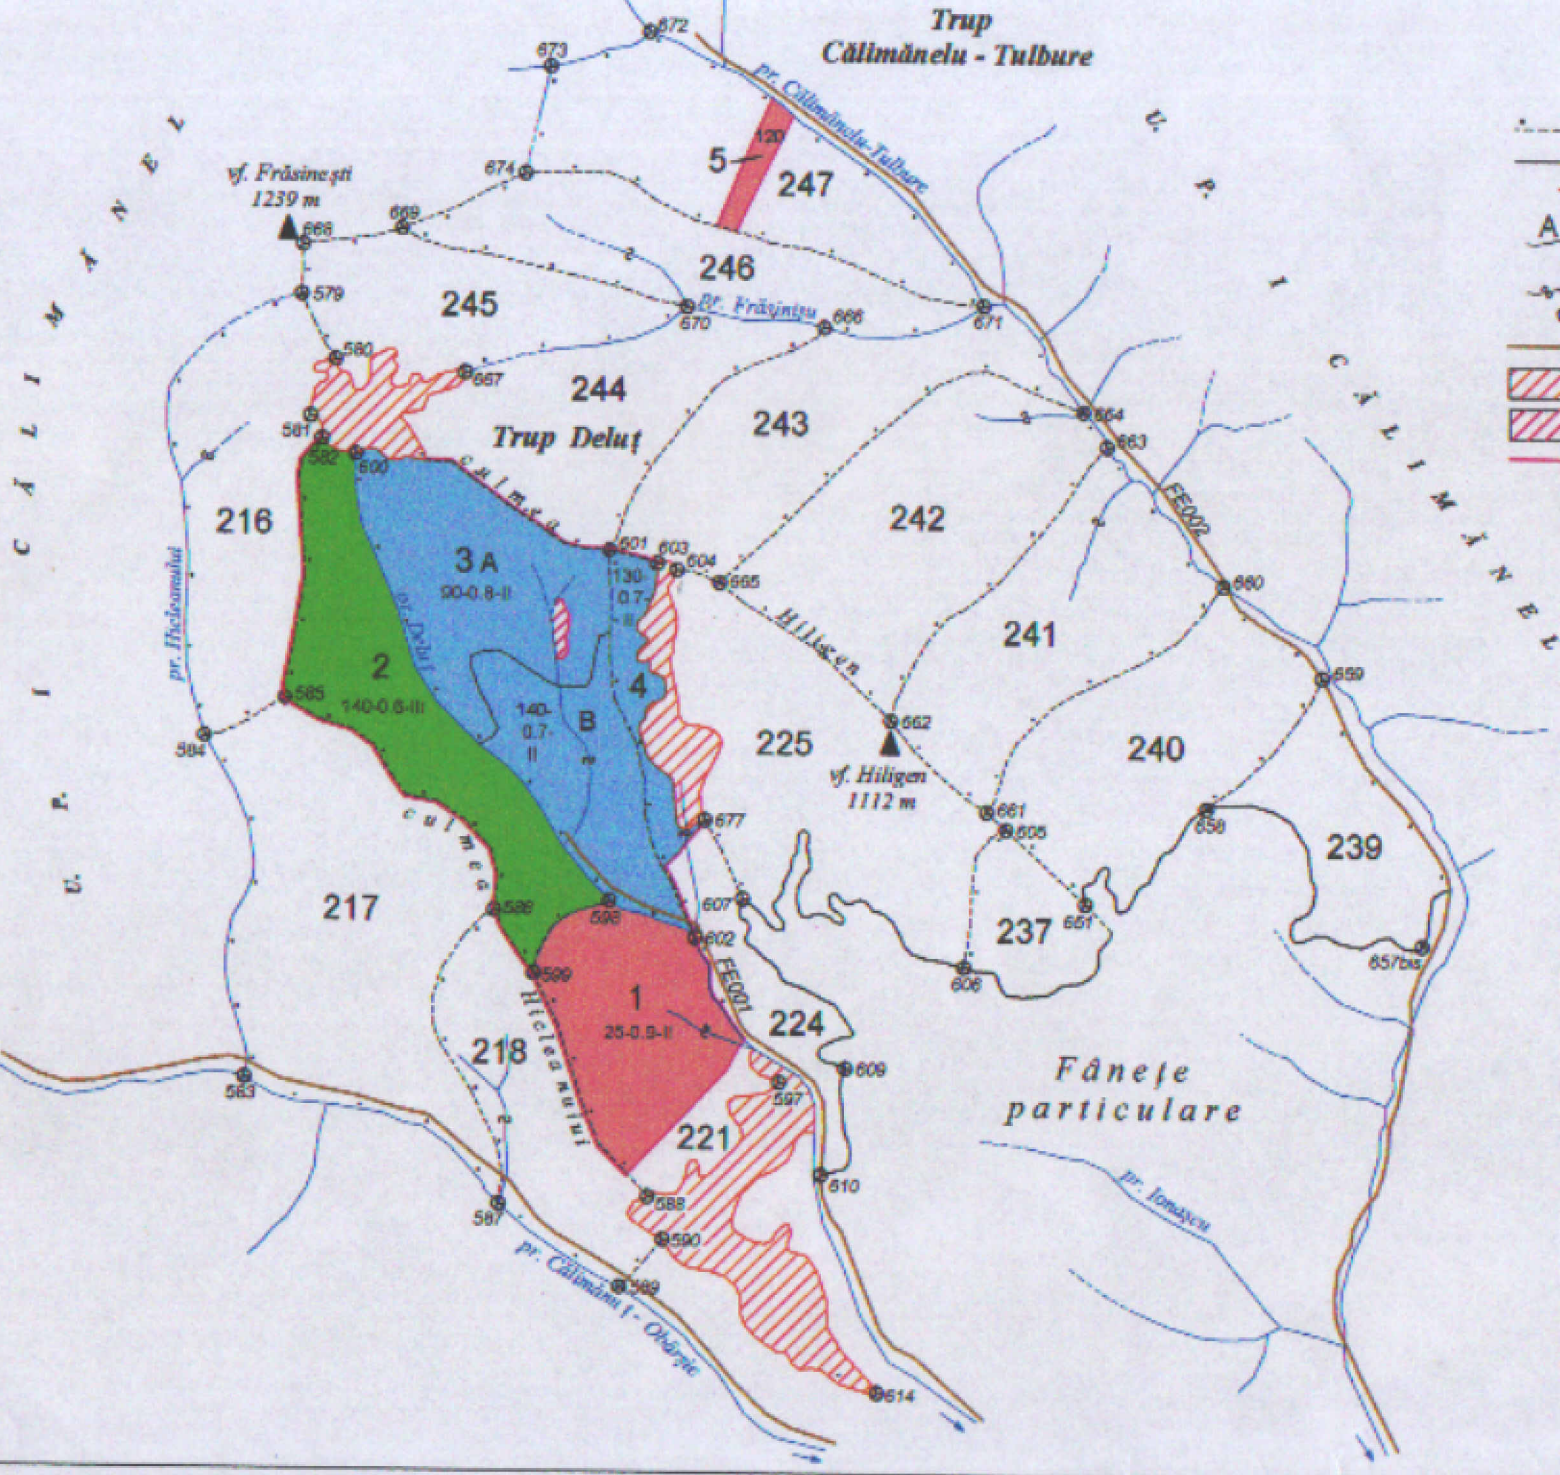 Trup
Călimănelu - Tulbure
672
673
pr. Călimănelu-Tulbure
120
5
247
674
U. P. I CĂLIMĂNEL
vf. Frăsinești
1239 m
668
669
246
579
245
670
pr. Frăsinișu
666
671
580
667
244
243
Trup Deluț
664
663
581
582
600
culmea
216
242
FE002
A
601
603
604
665
660
3 A
90-0.8-II
130-
0.7-
II
Hiligen
241
pr. Hicleanului
pr. Deluț
2
140-0.6-III
4
585
659
584
140-
0.7-
II
B
662
225
240
vf. Hiligen
1112 m
661
605
658
677
239
culmea
217
586
598
607
602
237
651
657bis
606
599
FE001
Hicleanului
1
25-0.9-II
224
218
609
583
597
Fânețe
particulare
221
610
588
587
590
pr. Ionașcu
589
pr. Călimănuț - Obârșie
614
U. P. I CĂLIMĂNEL